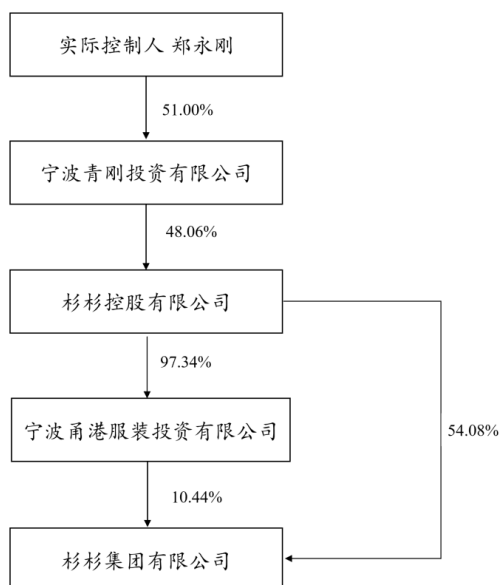 实际控制人 郑永刚
51.00%
宁波青刚投资有限公司
48.06%
杉杉控股有限公司
97.34%
宁波甬港服装投资有限公司
54.08%
10.44%
杉杉集团有限公司